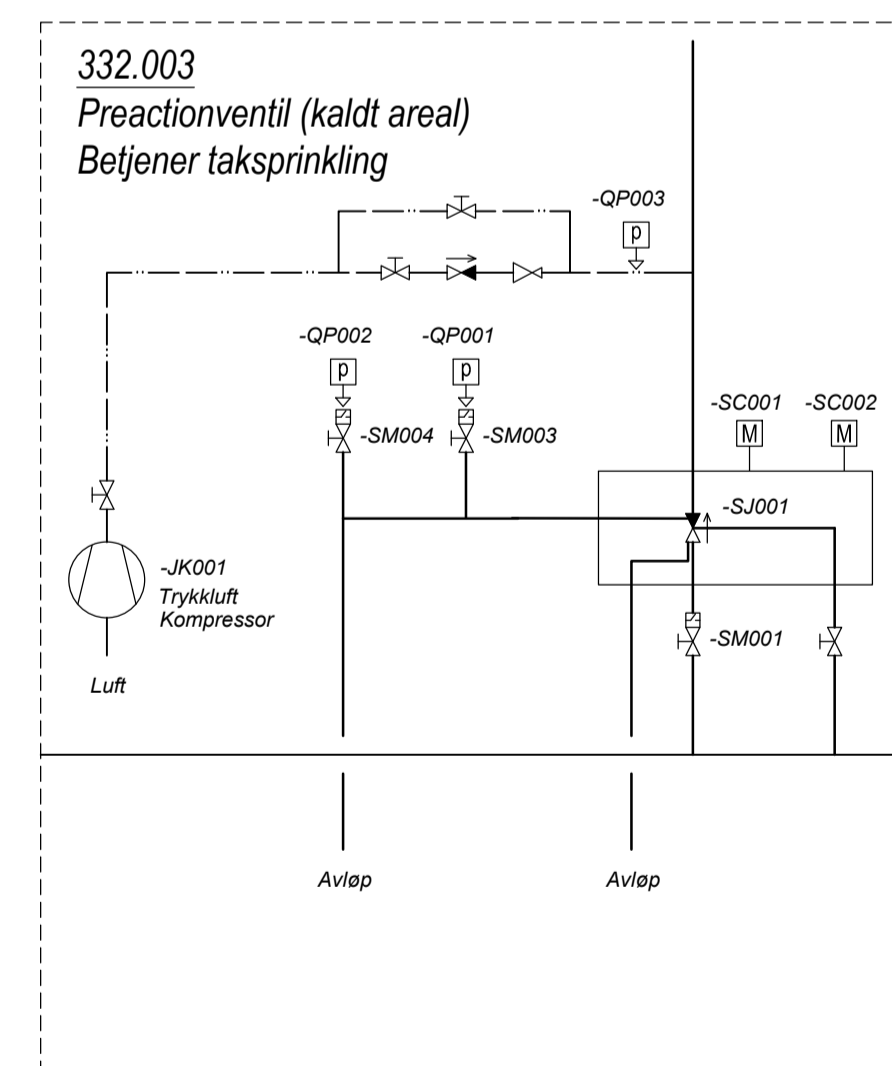 332.003
Preactionventil (kaldt areal)
Betjener taksprinkling
-QP003
p
-QP002
-QP001
p
p
-SM004
-SM003
-SC001
-SC002
M
M
-SJ001
-JK001
Trykkluft
Kompressor
-SM001
Luft
Avløp
Avløp